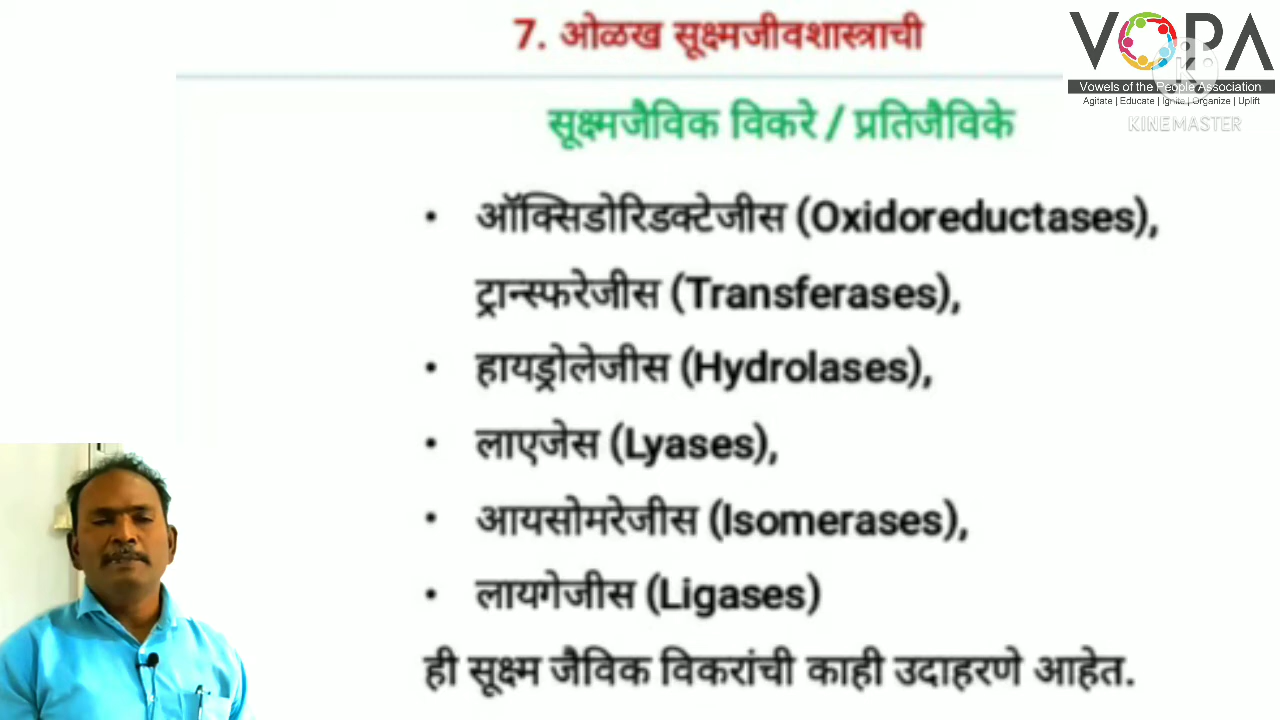 7. ओळख सूक्ष्मजीवशास्त्राची
VOPA
Vowels of the People Association
Agitate | Educate | Ignite | Organize | Uplift
KINEMASTER
सूक्ष्मजैविक विकरे / प्रतिजैविके
• ऑक्सिडोरिडक्टेजीस (Oxidoreductases),
ट्रान्स्फरेजीस (Transferases),
• हायड्रोलेजीस (Hydrolases),
• लाएजेस (Lyases),
• आयसोमरेजीस (Isomerases),
• लायगेजीस (Ligases)
ही सूक्ष्म जैविक विकरांची काही उदाहरणे आहेत.